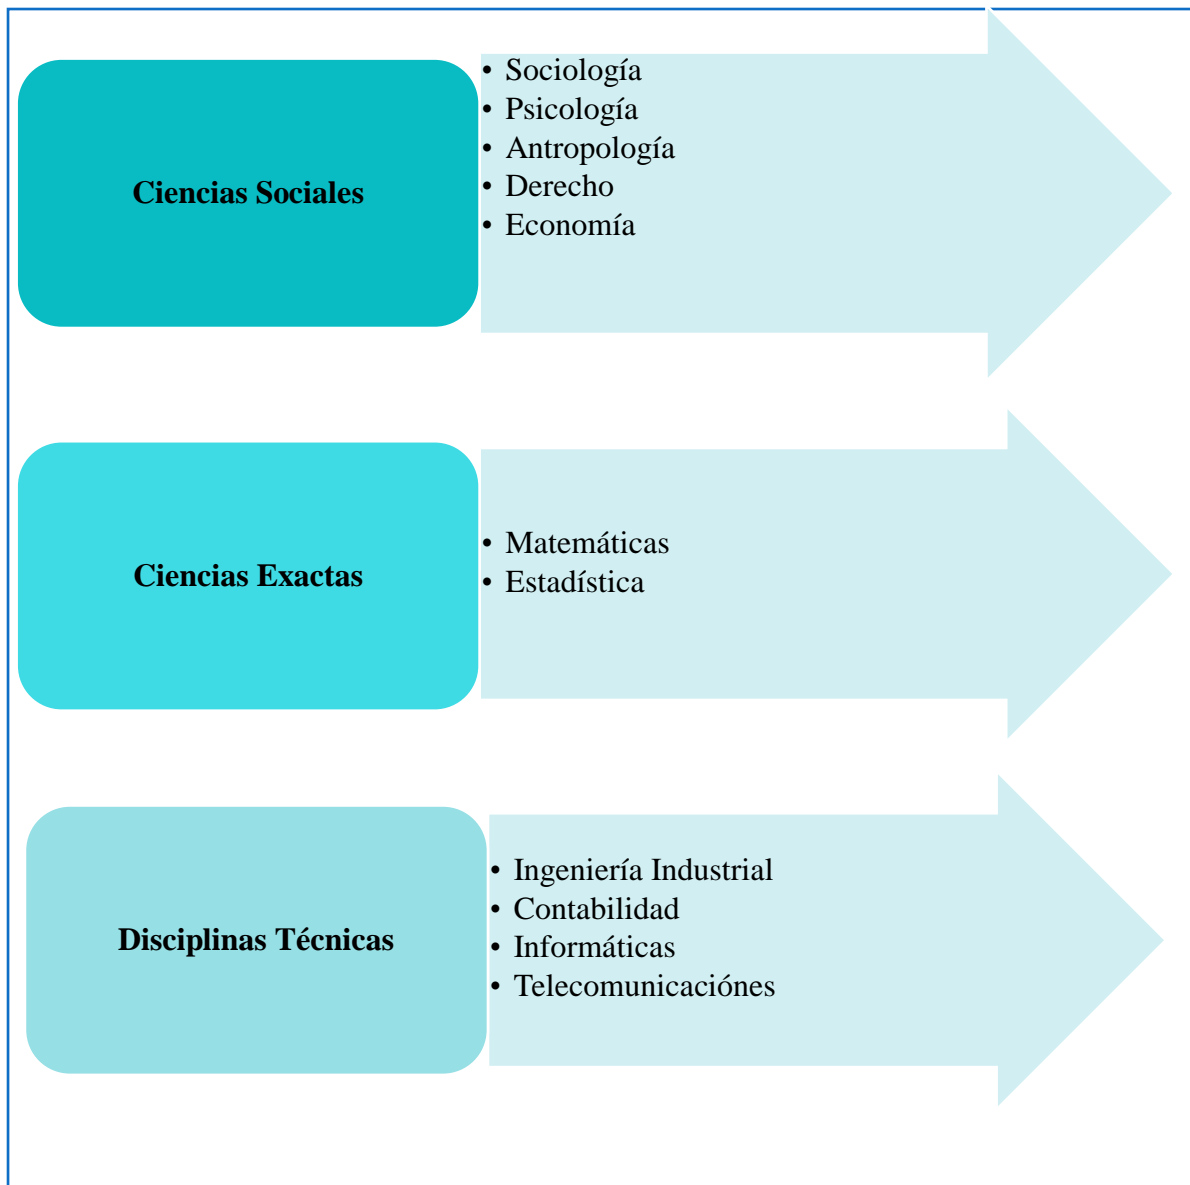 Ciencias Sociales
• Sociología
• Psicología
• Antropología
• Derecho
• Economía
Ciencias Exactas
• Matemáticas
• Estadística
Disciplinas Técnicas
• Ingeniería Industrial
• Contabilidad
• Informáticas
• Telecomunicaciónes